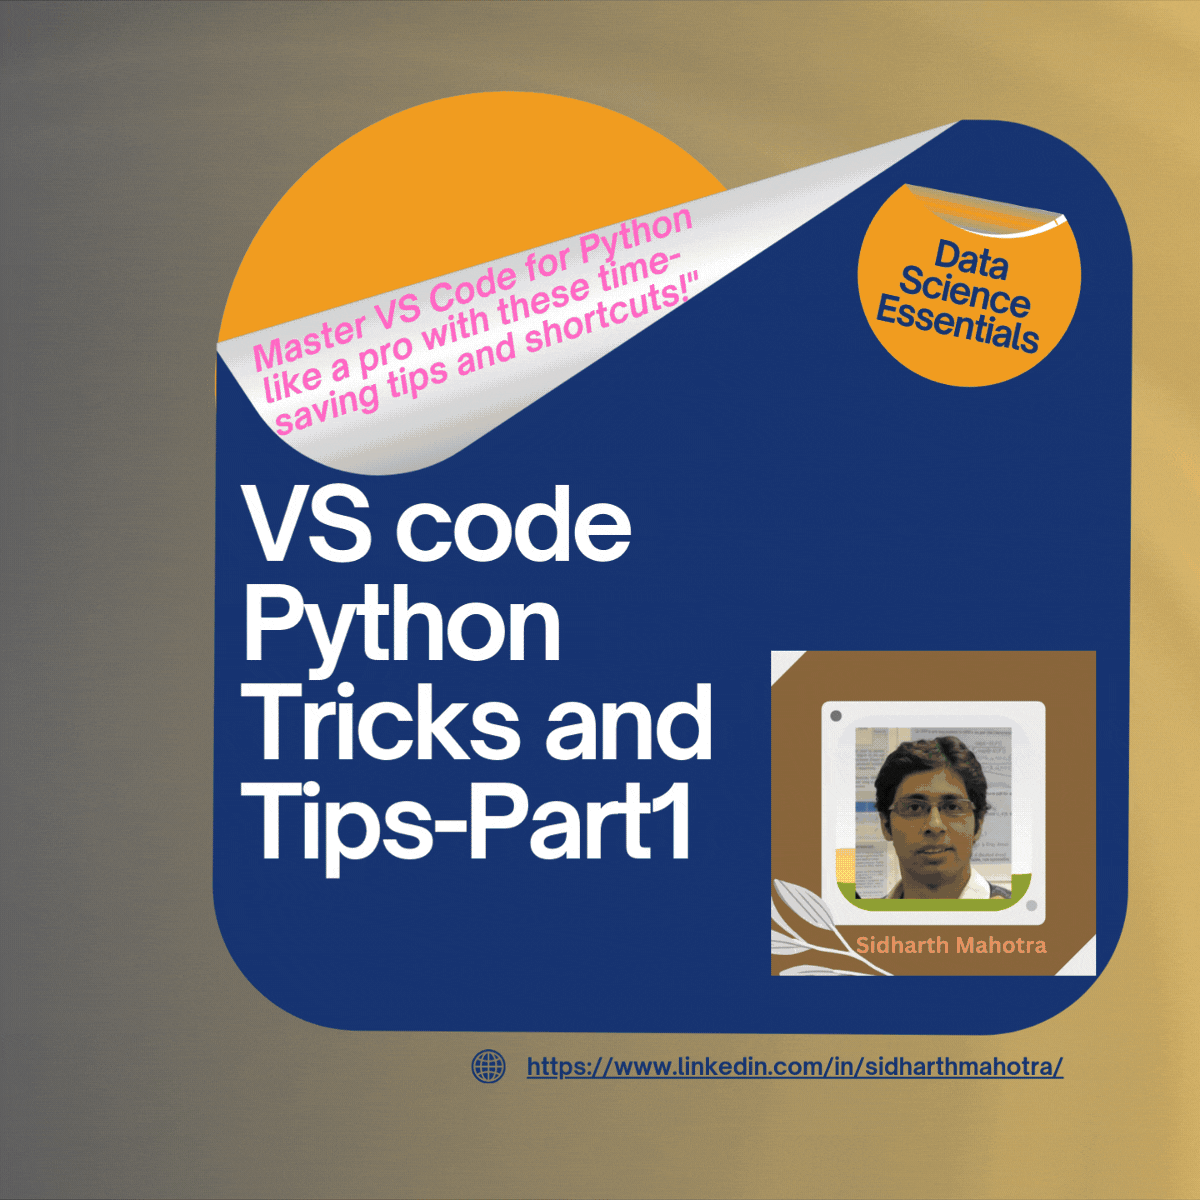 Master VS Code for Python
like a pro with these time-
saving tips and shortcuts!"
Data
Science
Essentials
VS code
Python
Tricks and
Tips-Part1
Sidharth Mahotra
https://www.linkedin.com/in/sidharthmahotra/